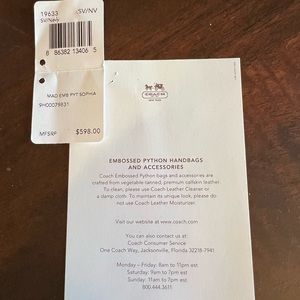 19633 SV/NV
SV/Navy
8 86382 13406 5
MAD EMB PYT SOPHIA
9H00079831
MFSRP $598.00
COACH
EMBOSSED PYTHON HANDBAGS
AND ACCESSORIES
Coach Embossed Python bags and accessories are
crafted from vegetable-tanned, premium calfskin leather.
To clean, please use Coach Leather Cleaner or
a damp cloth. To maintain its unique look, please do
not use Coach Leather Moisturizer.
Visit our website at www.coach.com
You can also contact us at:
Coach Consumer Service
One Coach Way, Jacksonville, Florida 32218-7941
Monday – Friday: 8am to 11pm est
Saturday: 9am to 7pm est
Sunday: 11am to 7pm est
800.444.3611